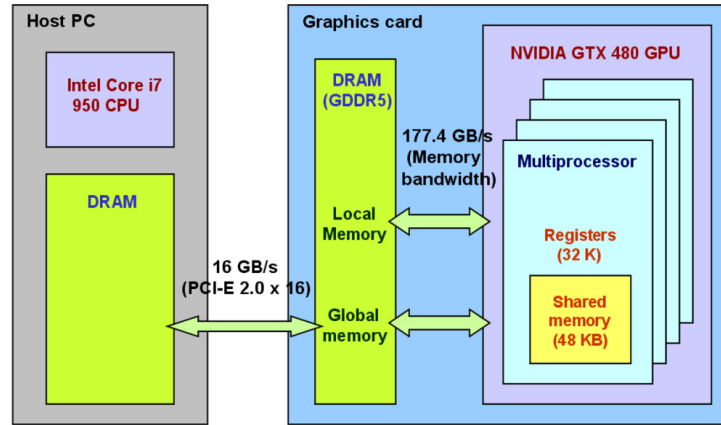 Host PC
Intel Core i7
950 CPU
DRAM
16 GB/s
(PCI-E 2.0 x 16)
Graphics card
DRAM
(GDDR5)
Local
Memory
Global
memory
177.4 GB/s
(Memory
bandwidth)
NVIDIA GTX 480 GPU
Multiprocessor
Registers
(32 K)
Shared
memory
(48 KB)